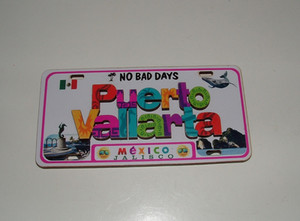 NO BAD DAYS
Puerto
Vallarta
MéXICO
JALISCO